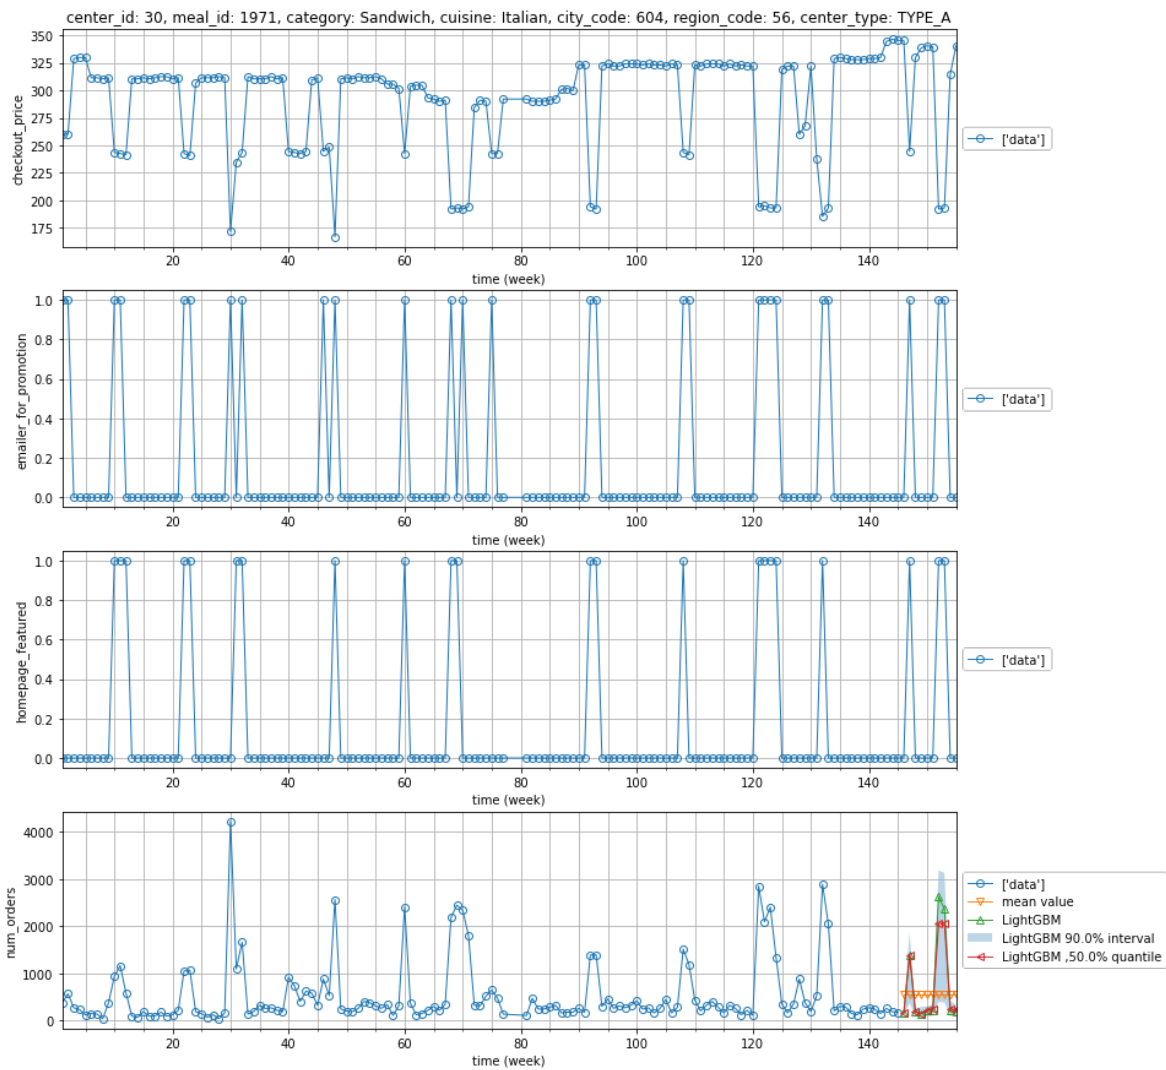 center_id: 30, meal_id: 1971, category: Sandwich, cuisine: Italian, city_code: 604, region_code: 56, center_type: TYPE_A
350
325
300
275
250
225
200
175
checkout_price
20 40 60 80 100 120 140
time (week)
['data']
1.0
0.8
0.6
0.4
0.2
0.0
emailer_for_promotion
20 40 60 80 100 120 140
time (week)
['data']
1.0
0.8
0.6
0.4
0.2
0.0
homepage_featured
20 40 60 80 100 120 140
time (week)
['data']
4000
3000
2000
1000
0
num_orders
20 40 60 80 100 120 140
time (week)
['data']
mean value
LightGBM
LightGBM 90.0% interval
LightGBM ,50.0% quantile